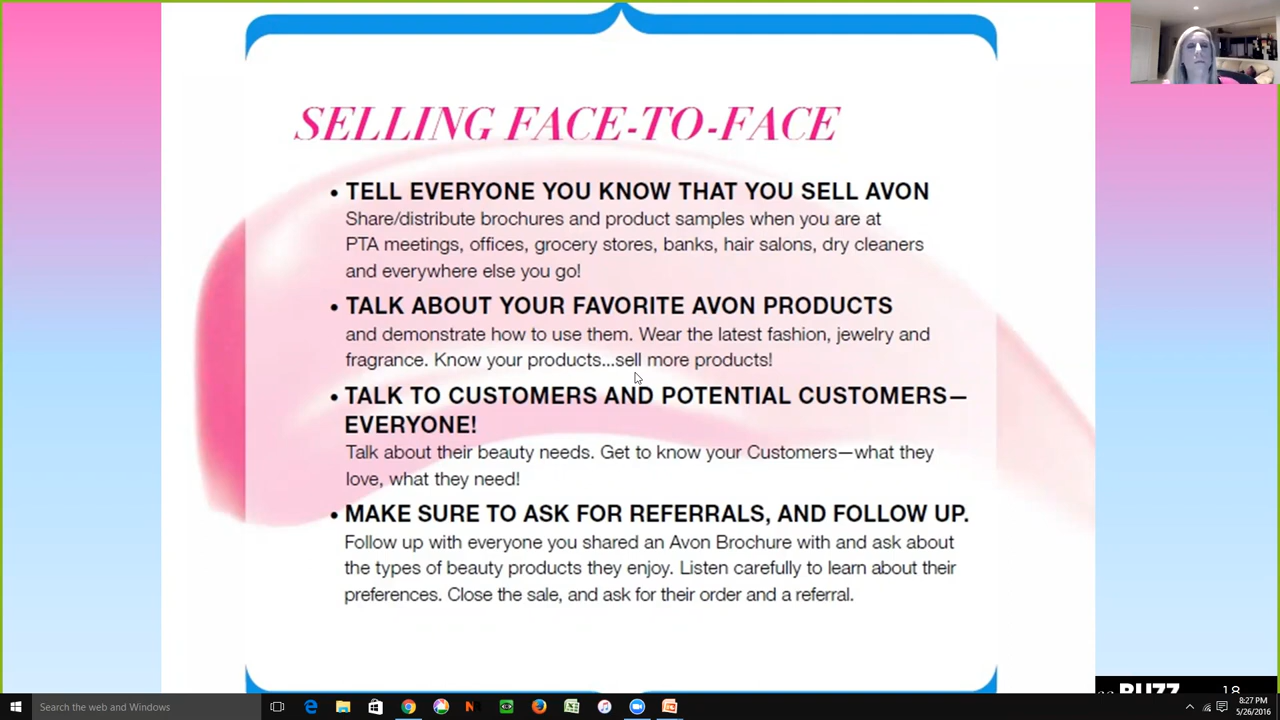 SELLING FACE-TO-FACE
• TELL EVERYONE YOU KNOW THAT YOU SELL AVON
Share/distribute brochures and product samples when you are at
PTA meetings, offices, grocery stores, banks, hair salons, dry cleaners
and everywhere else you go!
• TALK ABOUT YOUR FAVORITE AVON PRODUCTS
and demonstrate how to use them. Wear the latest fashion, jewelry and
fragrance. Know your products...sell more products!
• TALK TO CUSTOMERS AND POTENTIAL CUSTOMERS—
EVERYONE!
Talk about their beauty needs. Get to know your Customers—what they
love, what they need!
• MAKE SURE TO ASK FOR REFERRALS, AND FOLLOW UP.
Follow up with everyone you shared an Avon Brochure with and ask about
the types of beauty products they enjoy. Listen carefully to learn about their
preferences. Close the sale, and ask for their order and a referral.
BUZZ 18
Search the web and Windows
8:27 PM
5/26/2016